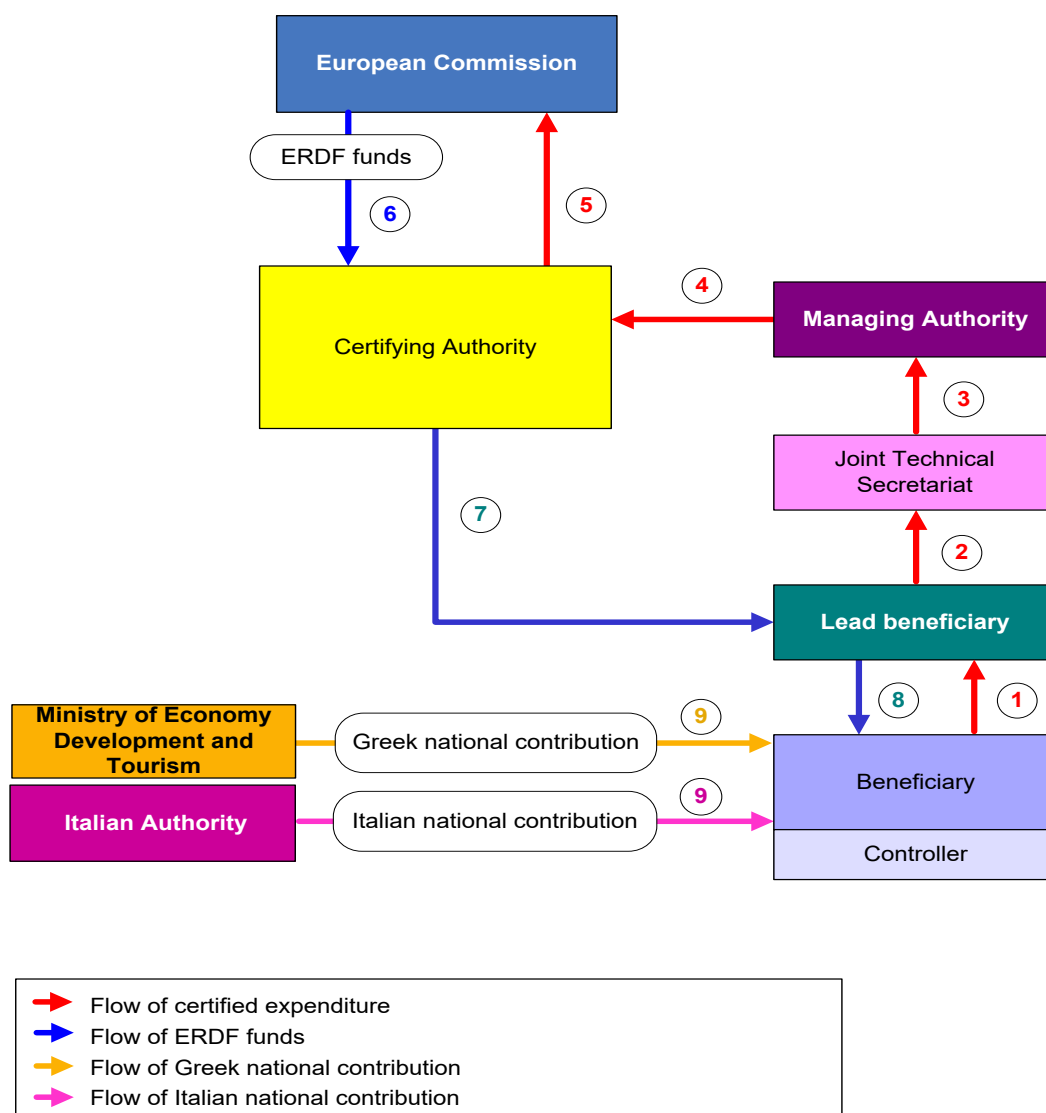 European Commission
ERDF funds
6
5
4
Certifying Authority
Managing Authority
3
Joint Technical
Secretariat
7
2
Lead beneficiary
8
1
Ministry of Economy
Development and
Tourism
Greek national contribution
9
Beneficiary
Italian Authority
Italian national contribution
9
Controller
Flow of certified expenditure
Flow of ERDF funds
Flow of Greek national contribution
Flow of Italian national contribution